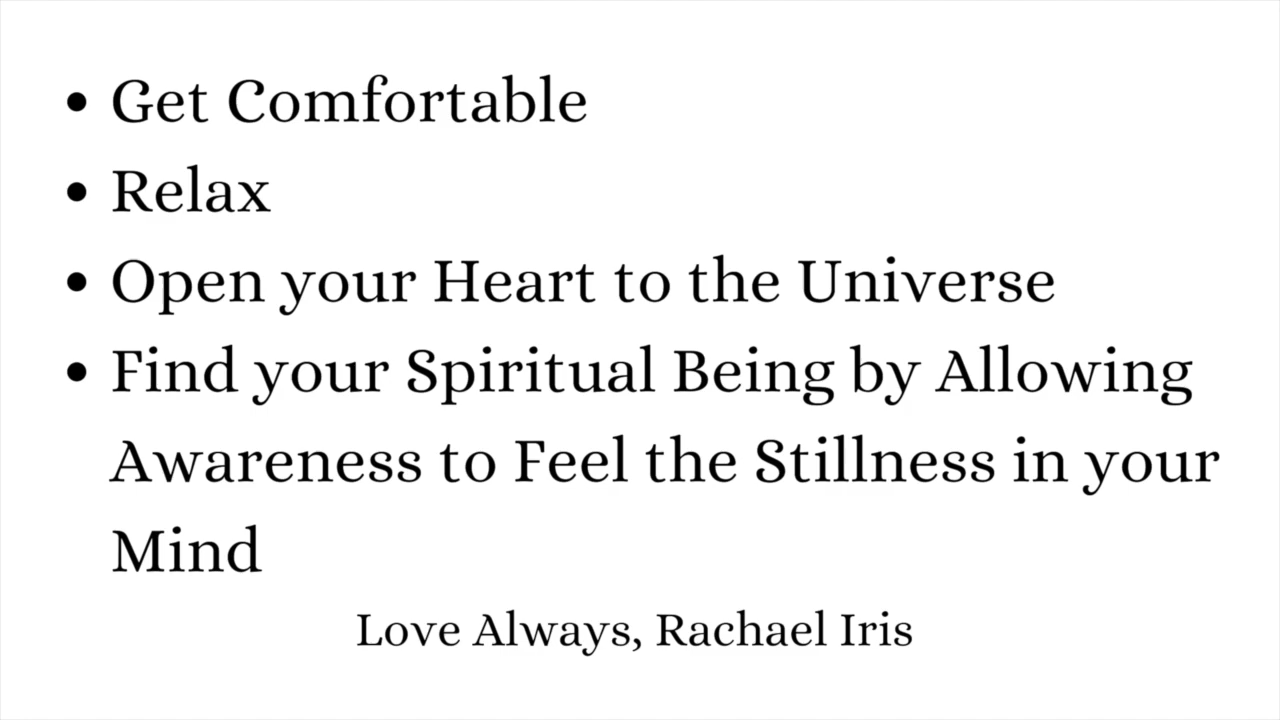 • Get Comfortable
• Relax
• Open your Heart to the Universe
• Find your Spiritual Being by Allowing
Awareness to Feel the Stillness in your
Mind
Love Always, Rachael Iris